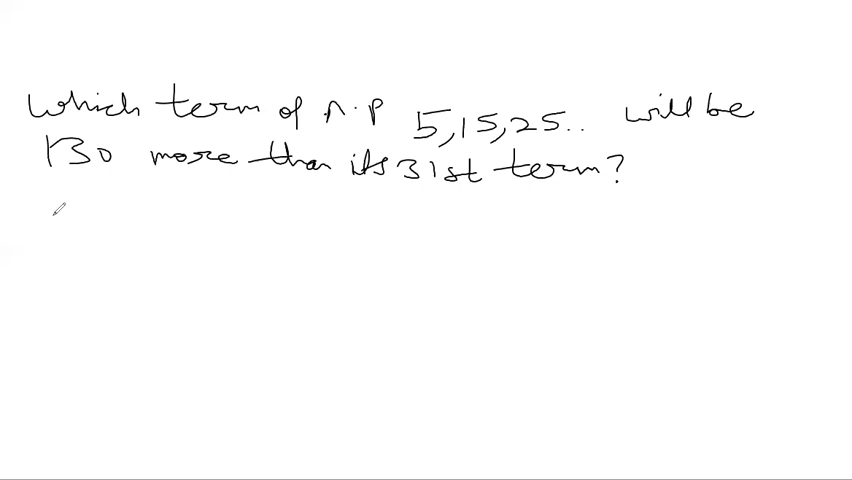 Which term of A.P 5,15,25.. will be
130 more than its 31st term?